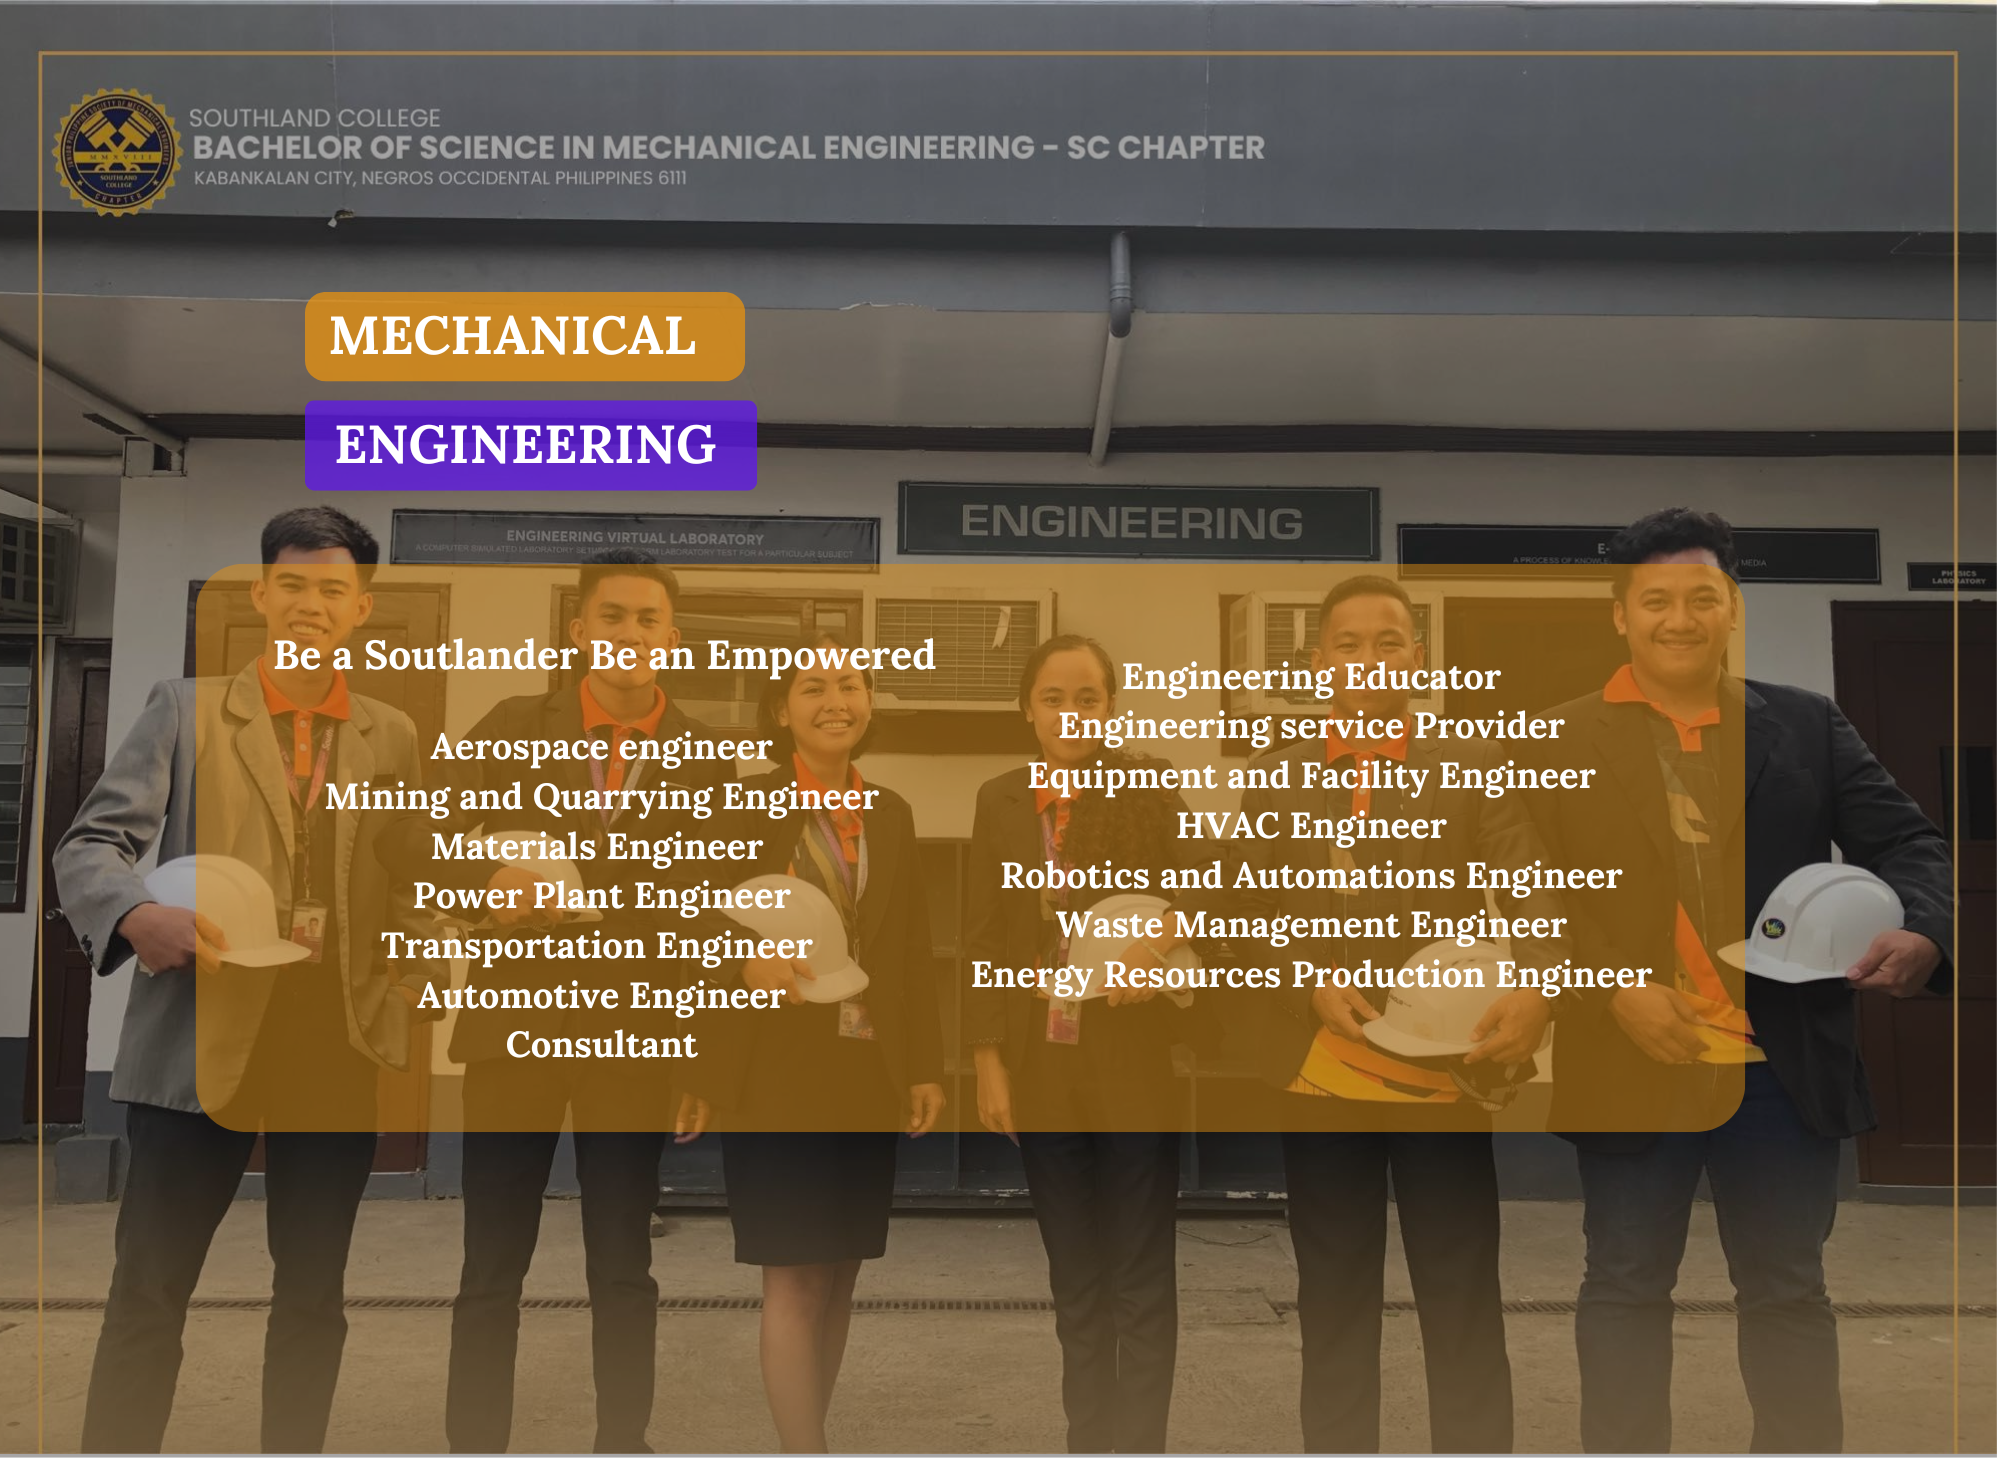 SOUTHLAND COLLEGE
BACHELOR OF SCIENCE IN MECHANICAL ENGINEERING - SC CHAPTER
KABANKALAN CITY, NEGROS OCCIDENTAL PHILIPPINES 6111
MMXVIII
SOUTHLAND
COLLEGE
CHAPTER
MECHANICAL
ENGINEERING
ENGINEERING VIRTUAL LABORATORY
A COMPUTER SIMULATED LABORATORY LABORATORY TEST FOR A PARTICULAR SUBJECT
ENGINEERING
E-
A PROCESS OF MEDIA
PHYSICS
LABORATORY
Be a Soutlander Be an Empowered
Aerospace engineer
Mining and Quarrying Engineer
Materials Engineer
Power Plant Engineer
Transportation Engineer
Automotive Engineer
Consultant
Engineering Educator
Engineering service Provider
Equipment and Facility Engineer
HVAC Engineer
Robotics and Automations Engineer
Waste Management Engineer
Energy Resources Production Engineer